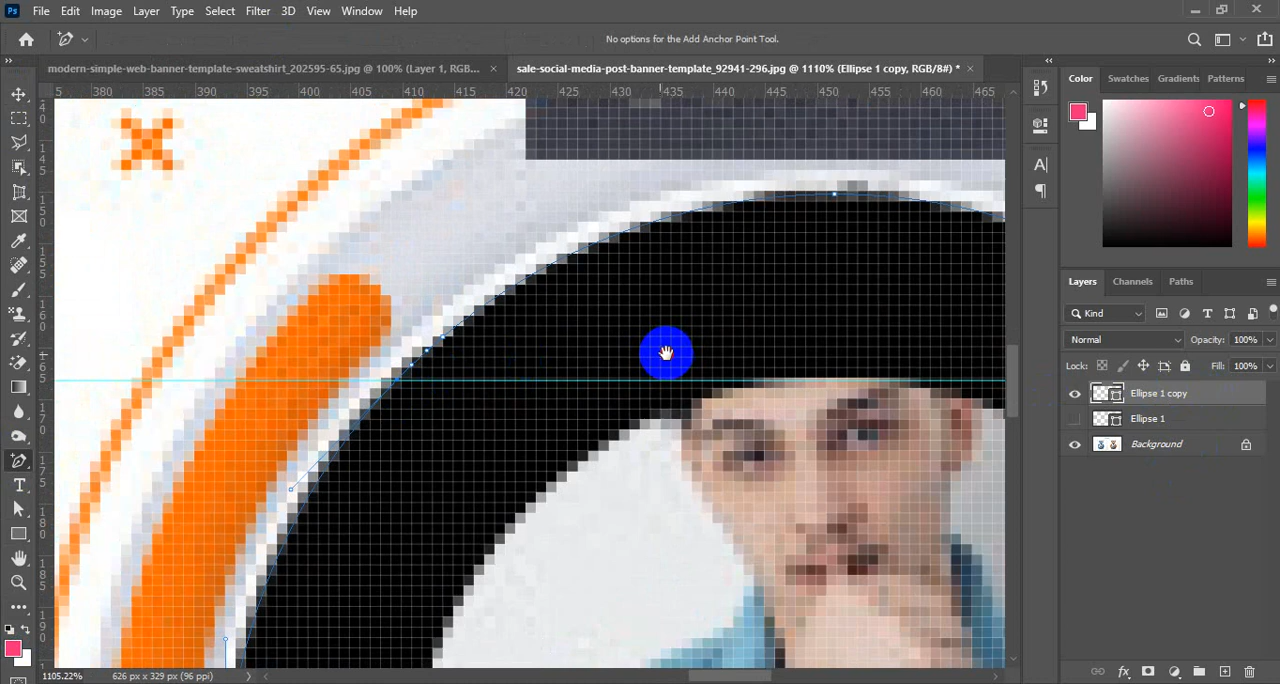 Ps File Edit Image Layer Type Select Filter 3D View Window Help
No options for the Add Anchor Point Tool.
modern-simple-web-banner-template-sweatshirt_202595-65.jpg @ 100% (Layer 1, RGB...
sale-social-media-post-banner-template_92941-296.jpg @ 1110% (Ellipse 1 copy, RGB/8#) *
5 380 385 390 395 400 405 410 415 420 425 430 435 440 445 450 455 460 465
Color Swatches Gradients Patterns
Layers Channels Paths
Kind
Normal Opacity: 100%
Lock: Fill: 100%
Ellipse 1 copy
Ellipse 1
Background
1105.22% 626 px x 329 px (96 ppi)